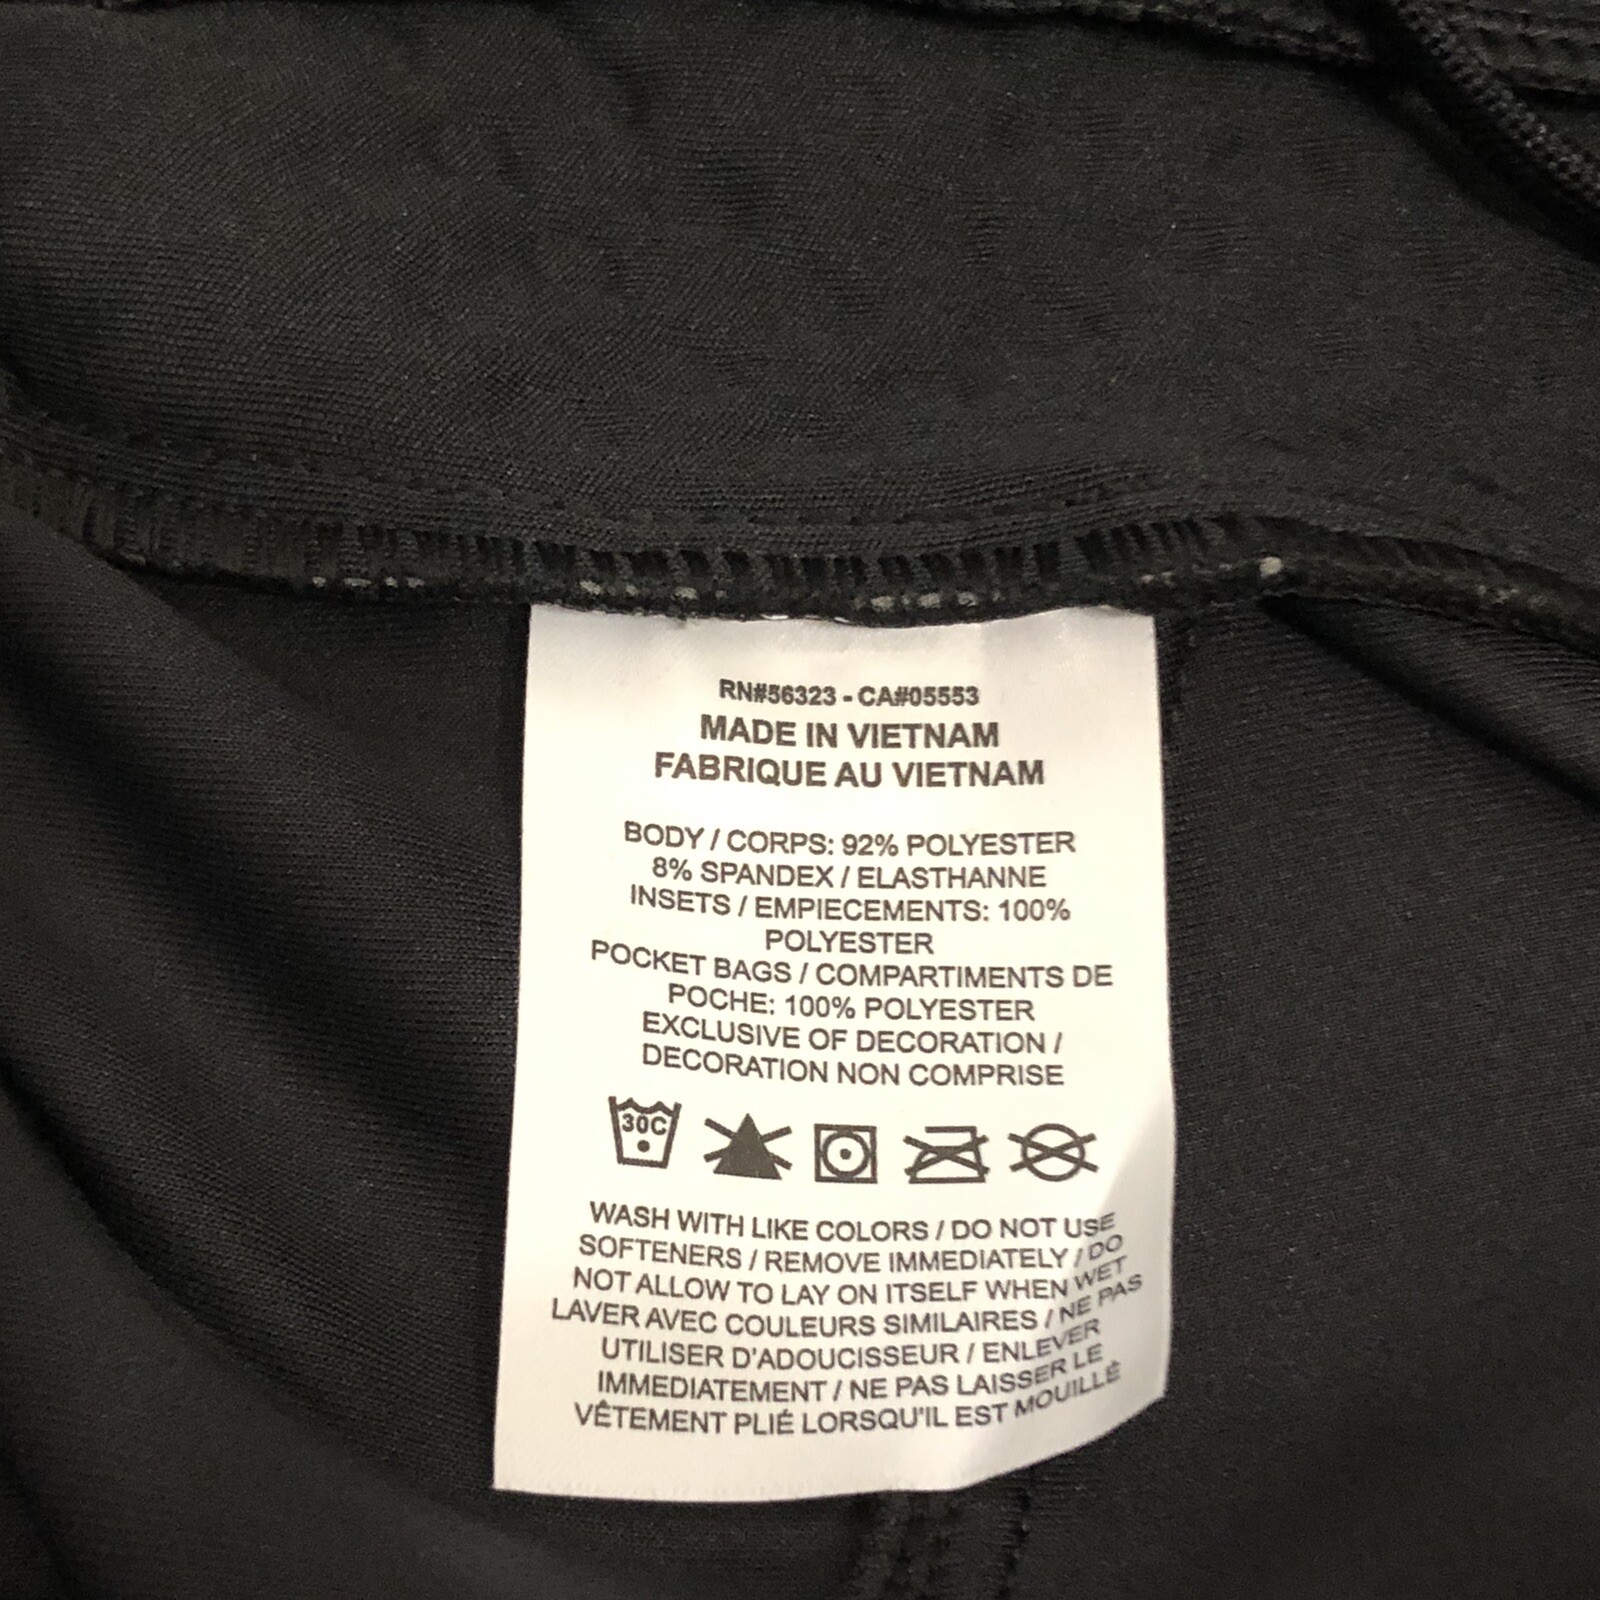 RN#56323 - CA#05553
MADE IN VIETNAM
FABRIQUE AU VIETNAM
BODY / CORPS: 92% POLYESTER
8% SPANDEX / ELASTHANNE
INSETS / EMPIECEMENTS: 100%
POLYESTER
POCKET BAGS / COMPARTIMENTS DE
POCHE: 100% POLYESTER
EXCLUSIVE OF DECORATION /
DECORATION NON COMPRISE
30C
WASH WITH LIKE COLORS / DO NOT USE
SOFTENERS / REMOVE IMMEDIATELY / DO
NOT ALLOW TO LAY ON ITSELF WHEN WET
LAVER AVEC COULEURS SIMILAIRES / NE PAS
UTILISER D'ADOUCISSEUR / ENLEVER
IMMEDIATEMENT / NE PAS LAISSER LE
VÊTEMENT PLIÉ LORSQU'IL EST MOUILLÉ